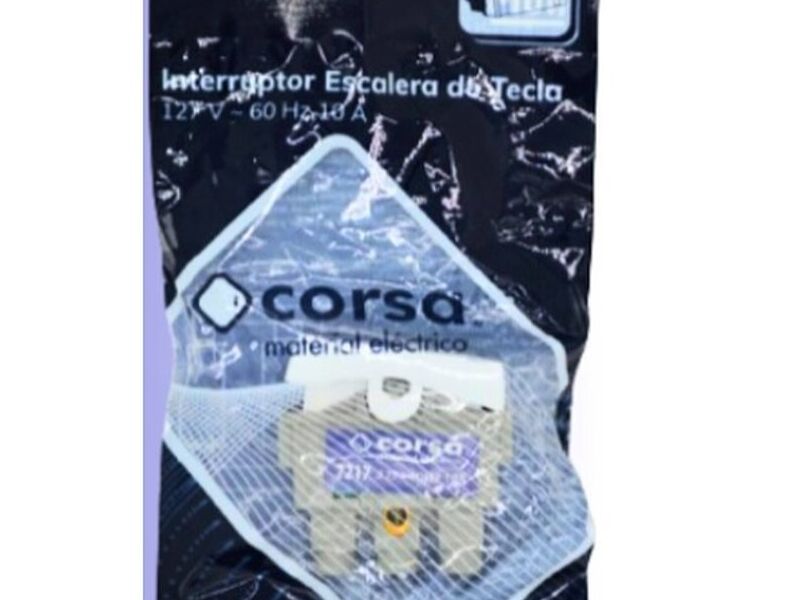 Interruptor Escalera de Tecla
127 V ~ 60 Hz 10 A
corsa
material eléctrico
corsa